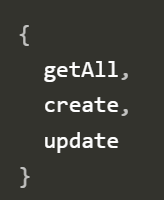 {
  getAll,
  create,
  update
}